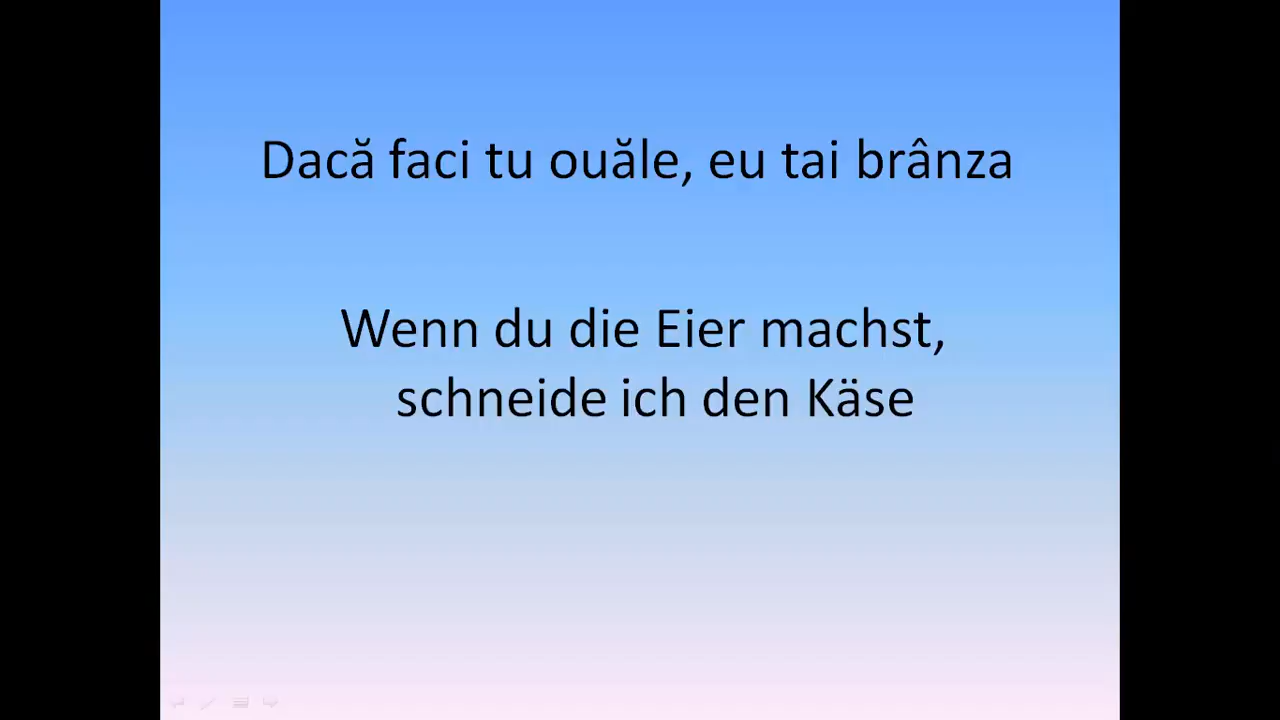 Dacă faci tu ouăle, eu tai brânza
Wenn du die Eier machst,
schneide ich den Käse